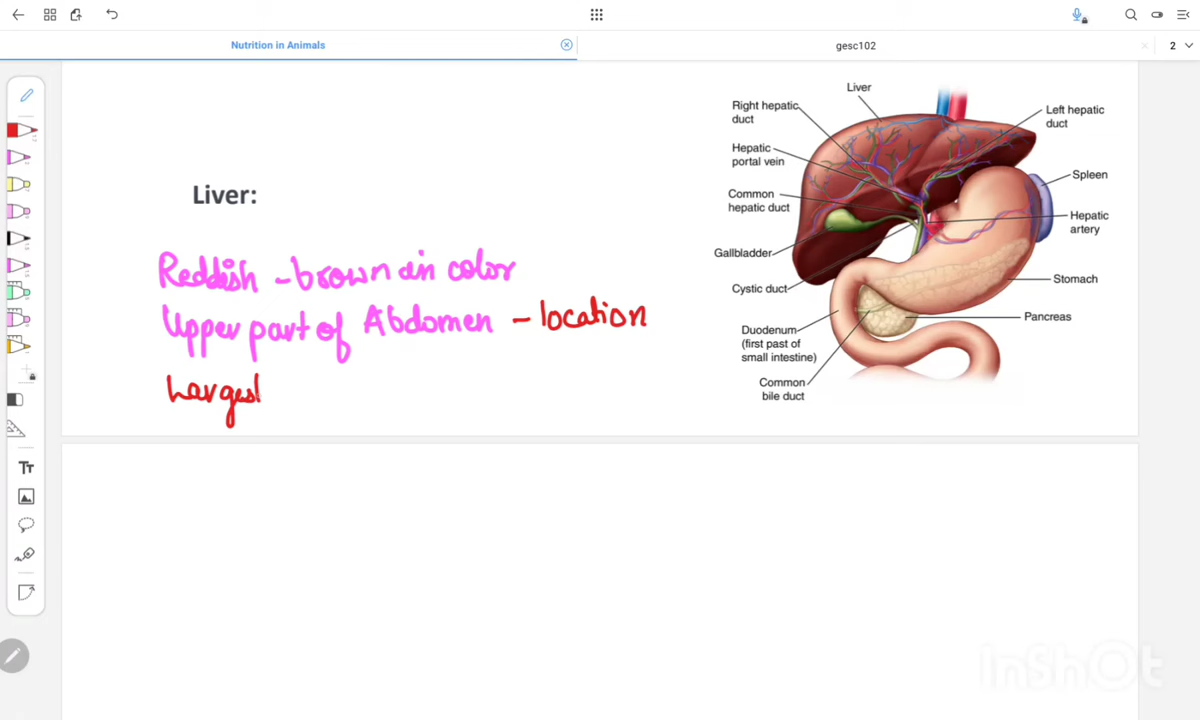 Nutrition in Animals
gesc102
2
Liver:
Reddish - brown in color
Upper part of Abdomen - location
Largest
Liver
Right hepatic
duct
Left hepatic
duct
Hepatic
portal vein
Spleen
Common
hepatic duct
Hepatic
artery
Gallbladder
Stomach
Cystic duct
Pancreas
Duodenum
(first past of
small intestine)
Common
bile duct
Tт
InShOt